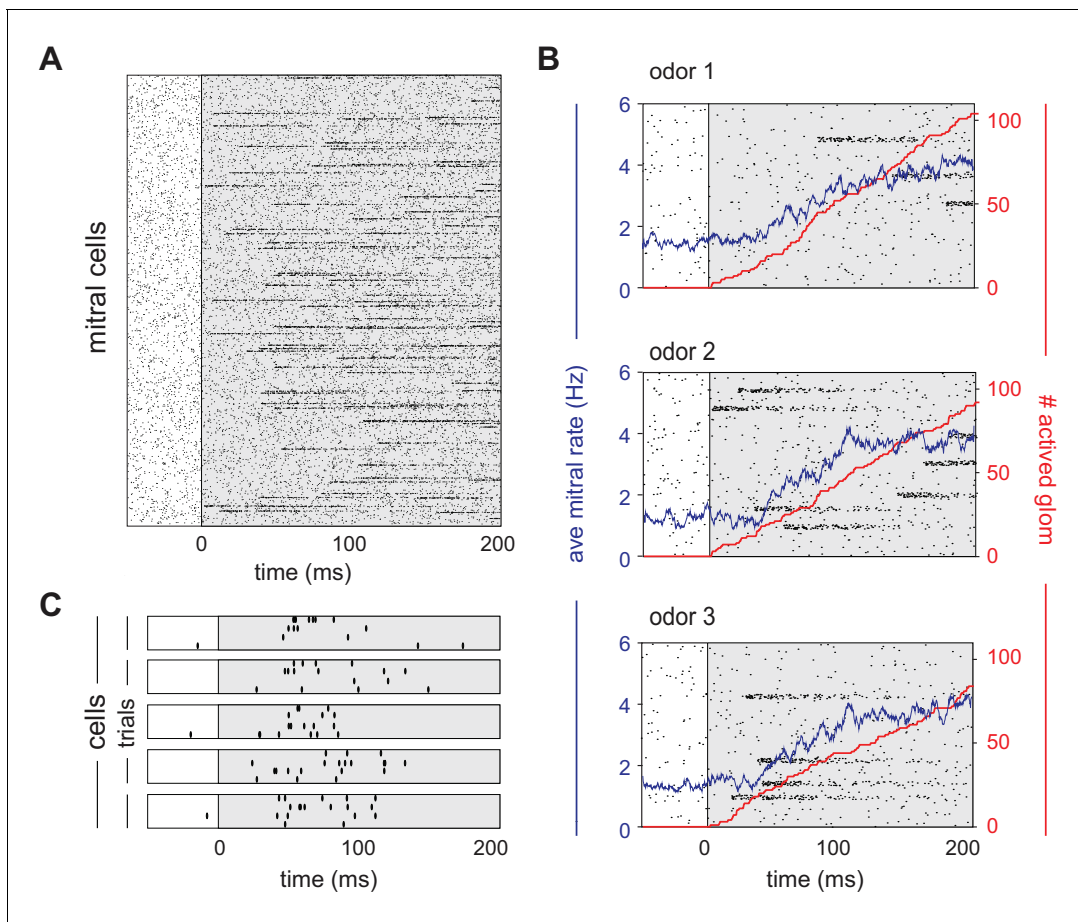 A
mitral cells
0
100
200
time (ms)
B
ave mitral rate (Hz)
# actived glom
odor 1
6
4
2
0
100
50
0
odor 2
6
4
2
0
100
50
0
odor 3
6
4
2
0
100
50
0
0
100
200
time (ms)
C
cells
trials
0
100
200
time (ms)